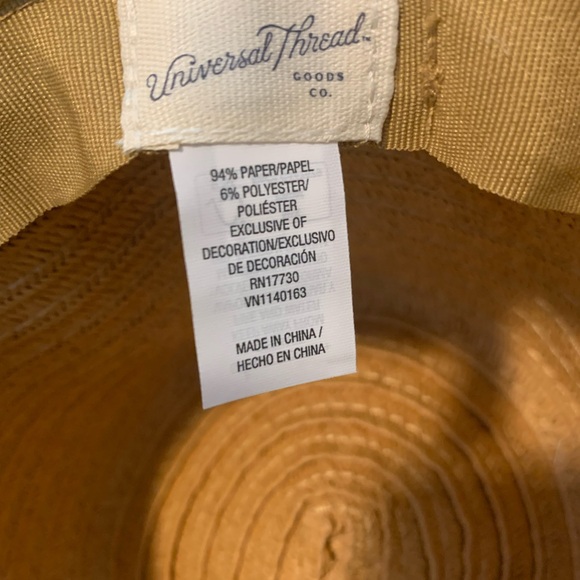 Universal Thread™
GOODS
CO.
94% PAPER/PAPEL
6% POLYESTER/
POLIÉSTER
EXCLUSIVE OF
DECORATION/EXCLUSIVO
DE DECORACIÓN
RN17730
VN1140163
MADE IN CHINA /
HECHO EN CHINA